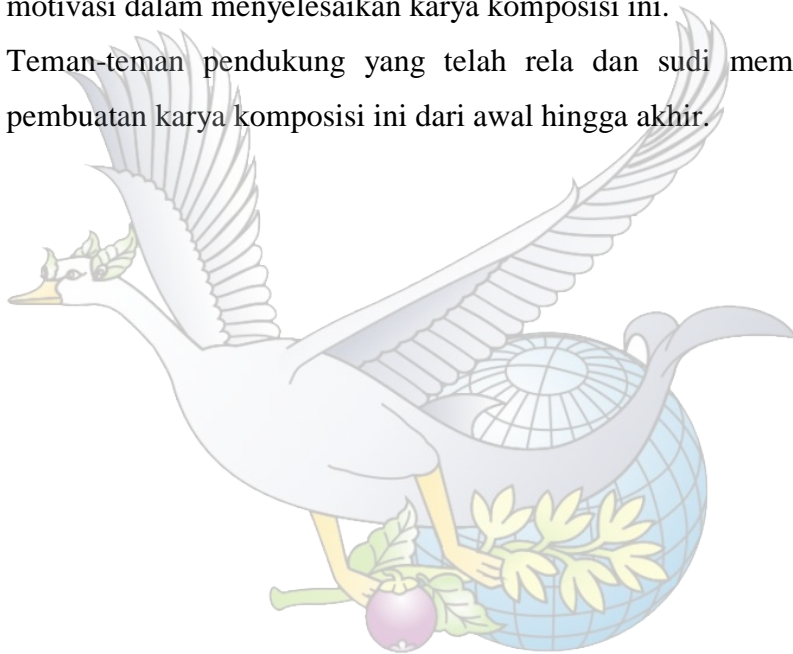 motivasi dalam menyelesaikan karya komposisi ini.
Teman-teman pendukung yang telah rela dan sudi mem
pembuatan karya komposisi ini dari awal hingga akhir.